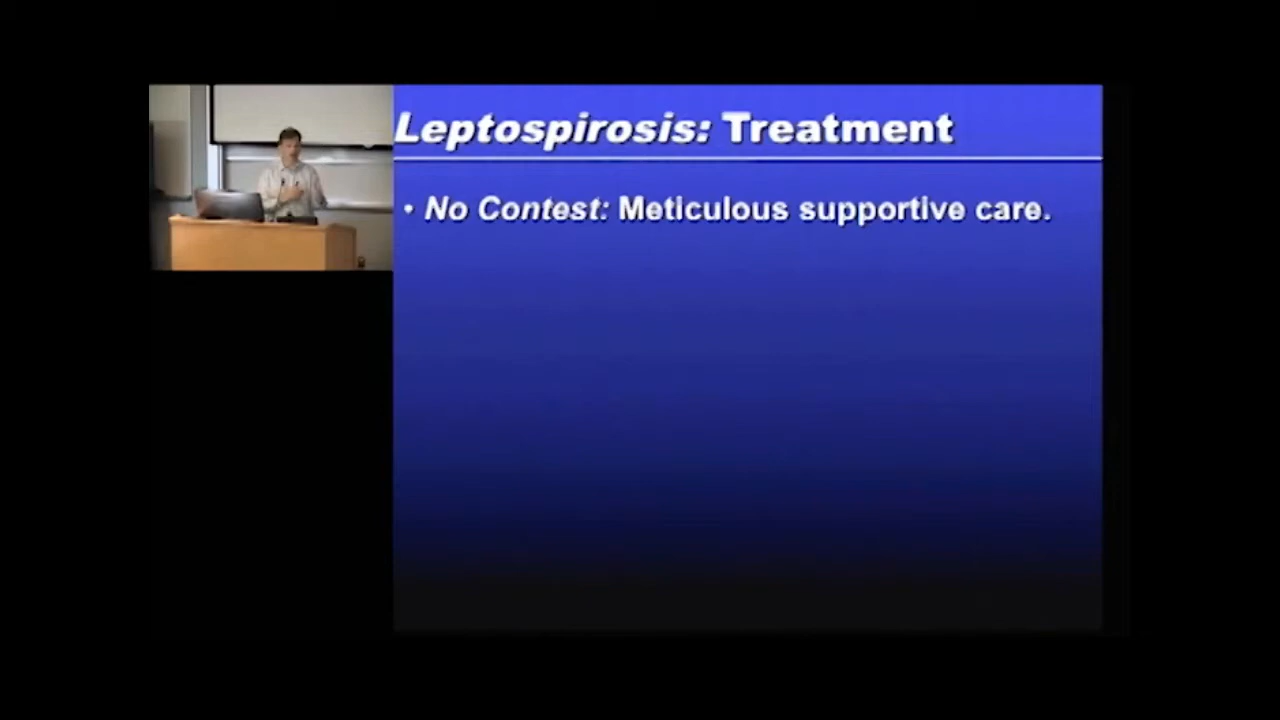 Leptospirosis: Treatment
• No Contest: Meticulous supportive care.